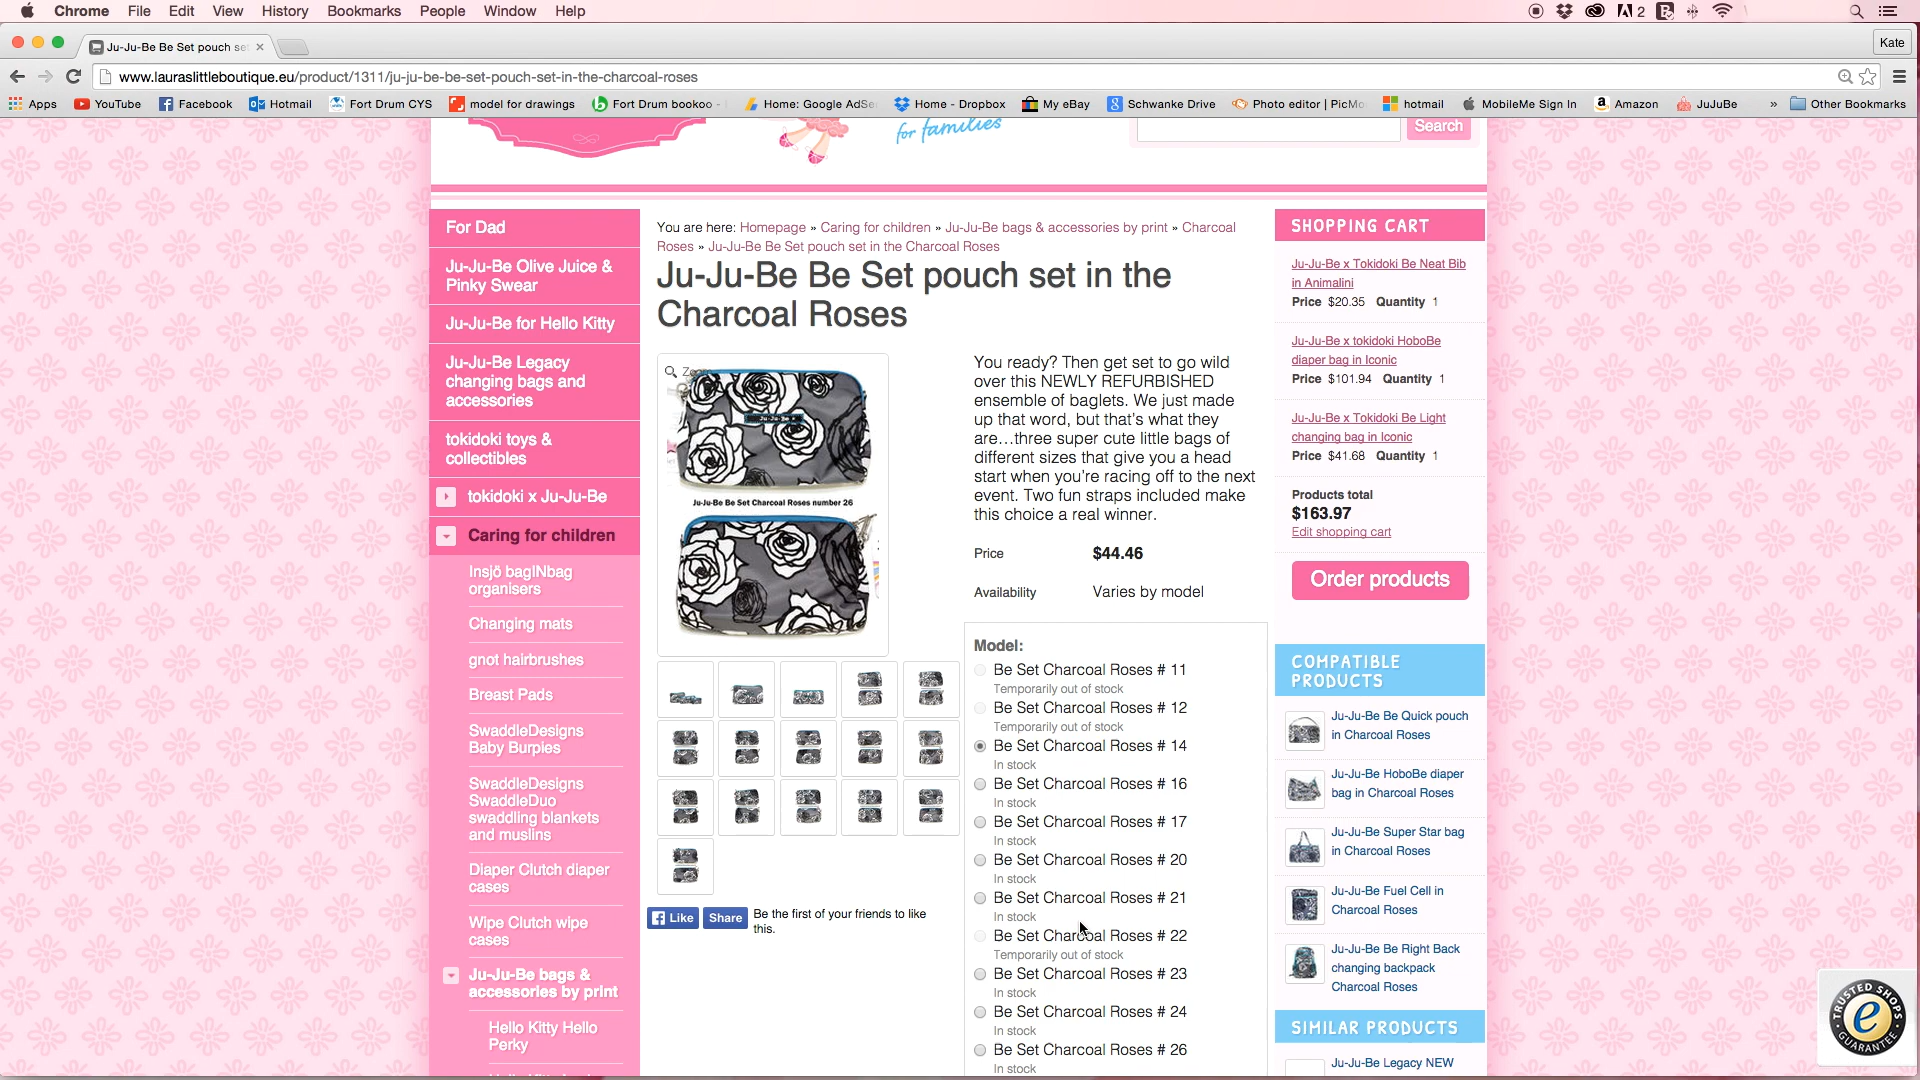 Chrome File Edit View History Bookmarks People Window Help
2
Ju-Ju-Be Be Set pouch se
Kate
www.lauraslittleboutique.eu/product/1311/ju-ju-be-be-set-pouch-set-in-the-charcoal-roses
Apps YouTube Facebook Hotmail Fort Drum CYS model for drawings Fort Drum bookoo - Home: Google AdSe Home - Dropbox My eBay Schwanke Drive Photo editor | PicMo hotmail MobileMe Sign In Amazon JuJuBe » Other Bookmarks
for families
Search
For Dad
Ju-Ju-Be Olive Juice &
Pinky Swear
Ju-Ju-Be for Hello Kitty
Ju-Ju-Be Legacy
changing bags and
accessories
tokidoki toys &
collectibles
tokidoki x Ju-Ju-Be
Caring for children
Insjö bagINbag
organisers
Changing mats
gnot hairbrushes
Breast Pads
SwaddleDesigns
Baby Burpies
SwaddleDesigns
SwaddleDuo
swaddling blankets
and muslins
Diaper Clutch diaper
cases
Wipe Clutch wipe
cases
Ju-Ju-Be bags &
accessories by print
Hello Kitty Hello
Perky
You are here: Homepage » Caring for children » Ju-Ju-Be bags & accessories by print » Charcoal
Roses » Ju-Ju-Be Be Set pouch set in the Charcoal Roses
Ju-Ju-Be Be Set pouch set in the
Charcoal Roses
Zoom
Ju-Ju-Be Be Set Charcoal Roses number 26
Like Share Be the first of your friends to like
this.
You ready? Then get set to go wild
over this NEWLY REFURBISHED
ensemble of baglets. We just made
up that word, but that's what they
are…three super cute little bags of
different sizes that give you a head
start when you're racing off to the next
event. Two fun straps included make
this choice a real winner.
Price $44.46
Availability Varies by model
Model:
Be Set Charcoal Roses # 11
Temporarily out of stock
Be Set Charcoal Roses # 12
Temporarily out of stock
Be Set Charcoal Roses # 14
In stock
Be Set Charcoal Roses # 16
In stock
Be Set Charcoal Roses # 17
In stock
Be Set Charcoal Roses # 20
In stock
Be Set Charcoal Roses # 21
In stock
Be Set Charcoal Roses # 22
Temporarily out of stock
Be Set Charcoal Roses # 23
In stock
Be Set Charcoal Roses # 24
In stock
Be Set Charcoal Roses # 26
In stock
SHOPPING CART
Ju-Ju-Be x Tokidoki Be Neat Bib
in Animalini
Price $20.35 Quantity 1
Ju-Ju-Be x tokidoki HoboBe
diaper bag in Iconic
Price $101.94 Quantity 1
Ju-Ju-Be x Tokidoki Be Light
changing bag in Iconic
Price $41.68 Quantity 1
Products total
$163.97
Edit shopping cart
Order products
COMPATIBLE
PRODUCTS
Ju-Ju-Be Be Quick pouch
in Charcoal Roses
Ju-Ju-Be HoboBe diaper
bag in Charcoal Roses
Ju-Ju-Be Super Star bag
in Charcoal Roses
Ju-Ju-Be Fuel Cell in
Charcoal Roses
Ju-Ju-Be Be Right Back
changing backpack
Charcoal Roses
SIMILAR PRODUCTS
Ju-Ju-Be Legacy NEW
TRUSTED SHOPS
e
GUARANTEE